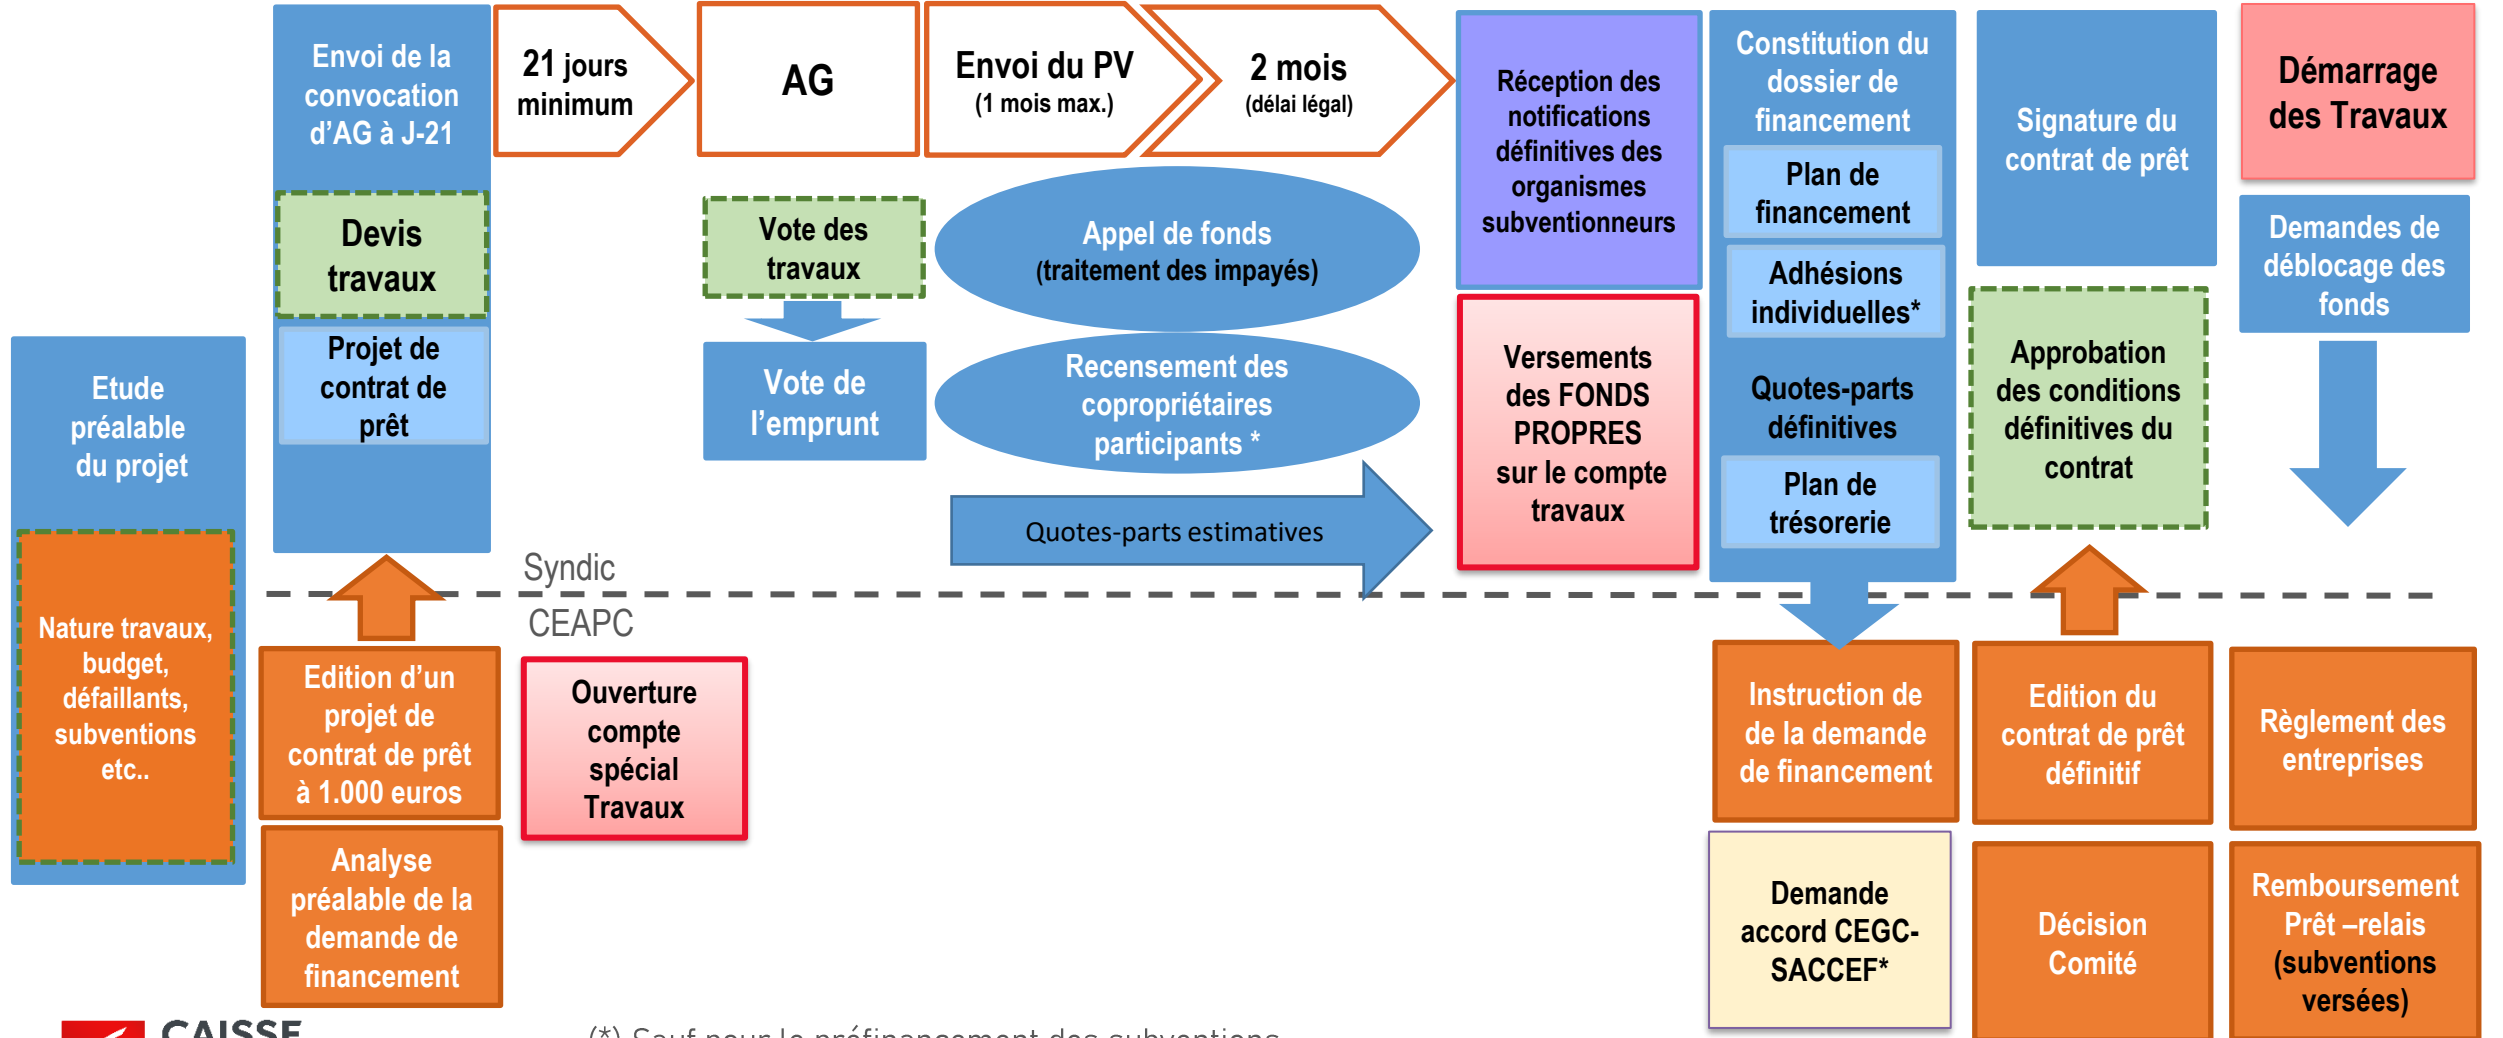 Envoi de la
convocation
d’AG à J-21
Devis
travaux
Projet de
contrat de
prêt
21 jours
minimum
AG
Envoi du PV
(1 mois max.)
2 mois
(délai légal)
Vote des
travaux
Vote de
l’emprunt
Appel de fonds
(traitement des impayés)
Recensement des
copropriétaires
participants *
Quotes-parts estimatives
Réception des
notifications
définitives des
organismes
subventionneurs
Versements
des FONDS
PROPRES
sur le compte
travaux
Constitution du
dossier de
financement
Plan de
financement
Adhésions
individuelles*
Quotes-parts
définitives
Plan de
trésorerie
Signature du
contrat de prêt
Approbation
des conditions
définitives du
contrat
Démarrage
des Travaux
Demandes de
déblocage des
fonds
Etude
préalable
du projet
Nature travaux,
budget,
défaillants,
subventions
etc..
Syndic
CEAPC
Edition d’un
projet de
contrat de prêt
à 1.000 euros
Analyse
préalable de la
demande de
financement
Ouverture
compte
spécial
Travaux
Instruction de
de la demande
de financement
Demande
accord CEGC-
SACCEF*
Edition du
contrat de prêt
définitif
Décision
Comité
Règlement des
entreprises
Remboursement
Prêt –relais
(subventions
versées)
CAISSE
(*) Sauf pour le préfinancement des subventions